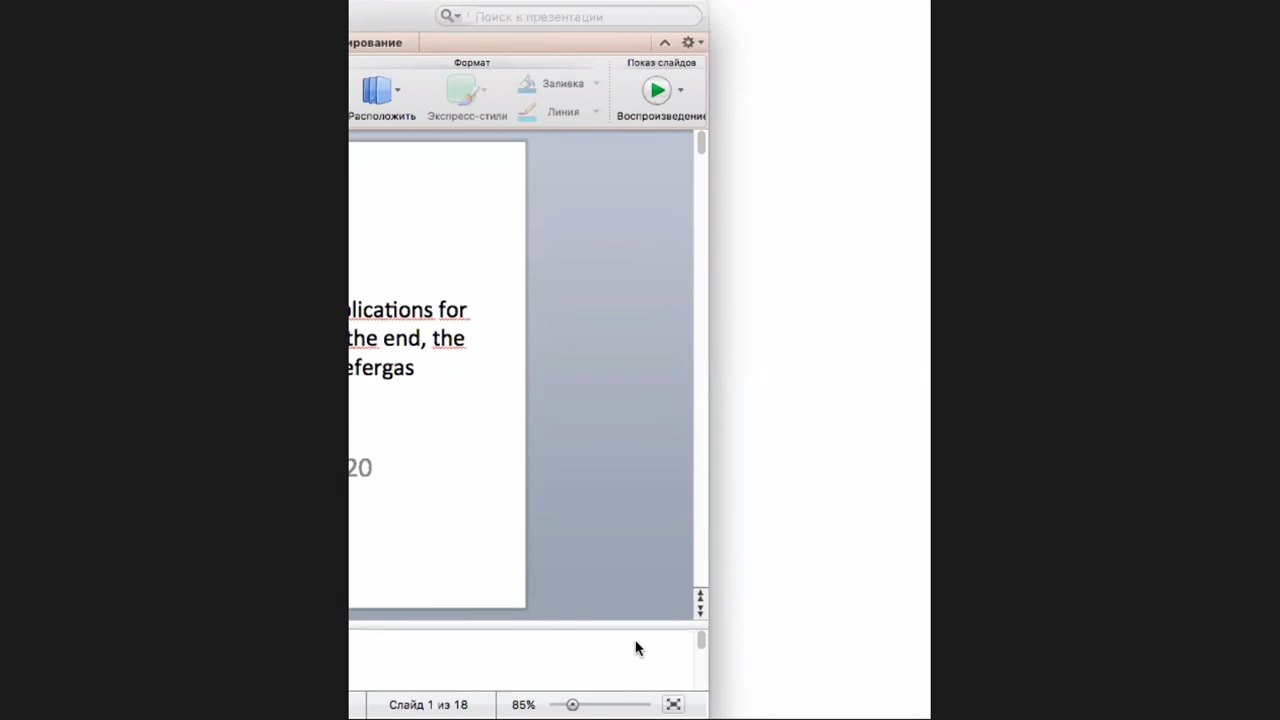 Поиск в презентации
ирование
Формат
Показ слайдов
Заливка
Линия
Расположить
Экспресс-стили
Воспроизведение
plications for
the end, the
efergas
20
Слайд 1 из 18
85%